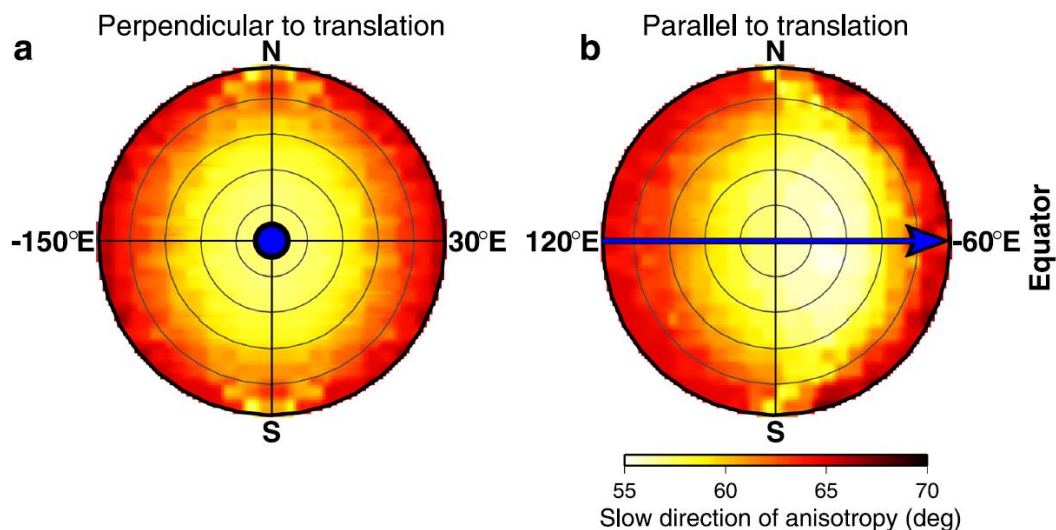 a
Perpendicular to translation
N
-150°E
30°E
S
b
Parallel to translation
N
120°E
-60°E
S
Equator
55 60 65 70
Slow direction of anisotropy (deg)